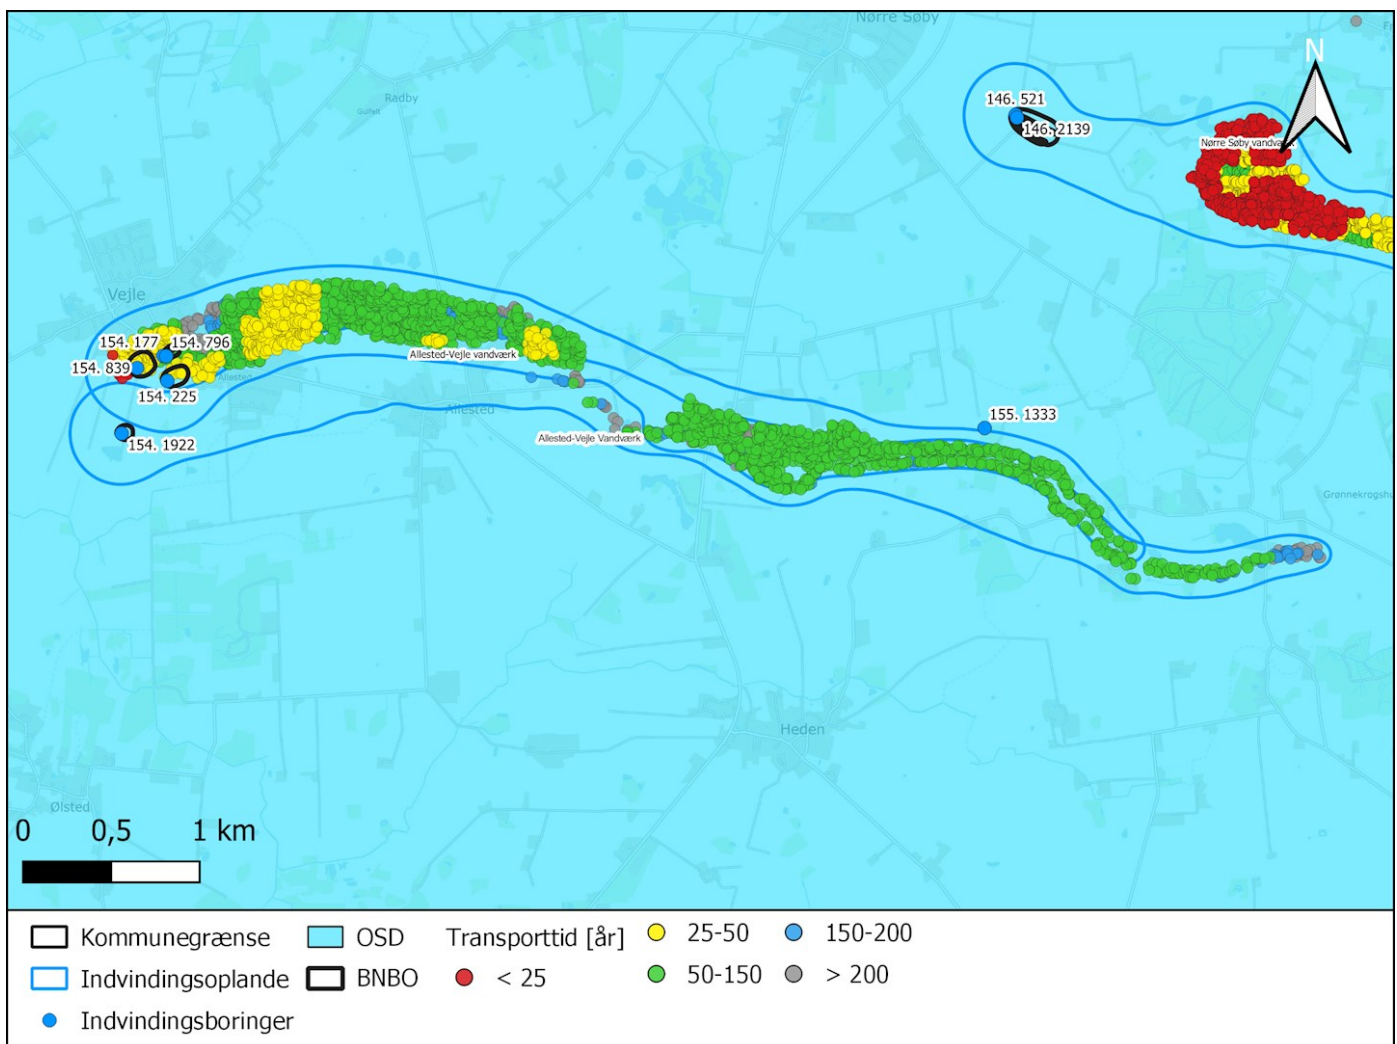 Nørre Søby
N
Radby
146. 521
146. 2139
Nørre Søby vandværk
Vejle
154. 177
154. 796
Allested-Vejle vandværk
154. 839
154. 225
Allested
155. 1333
154. 1922
Allested-Vejle Vandværk
Heden
Ølsted
0 0,5 1 km
Kommunegrænse OSD Transporttid [år] 25-50 150-200
Indvindingsoplande BNBO < 25 50-150 > 200
Indvindingsboringer